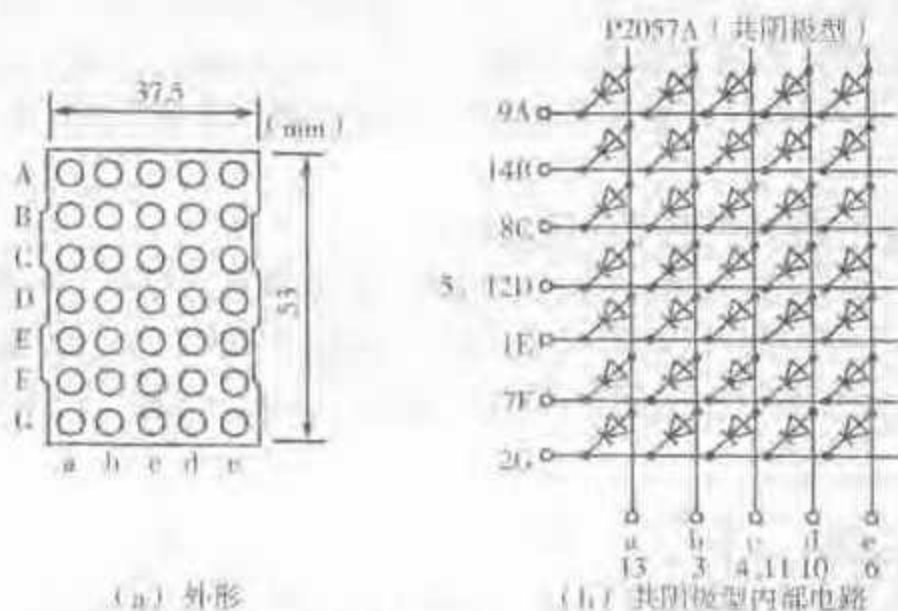 P2057A（共阴极型）
37.5
（mm）
A
B
C
D
E
F
G
53
a b c d e
（a）外形
9A
14B
8C
5、12D
1E
7F
2G
a b c d e
13 3 4、11 10 6
（b）共阴极型内部电路